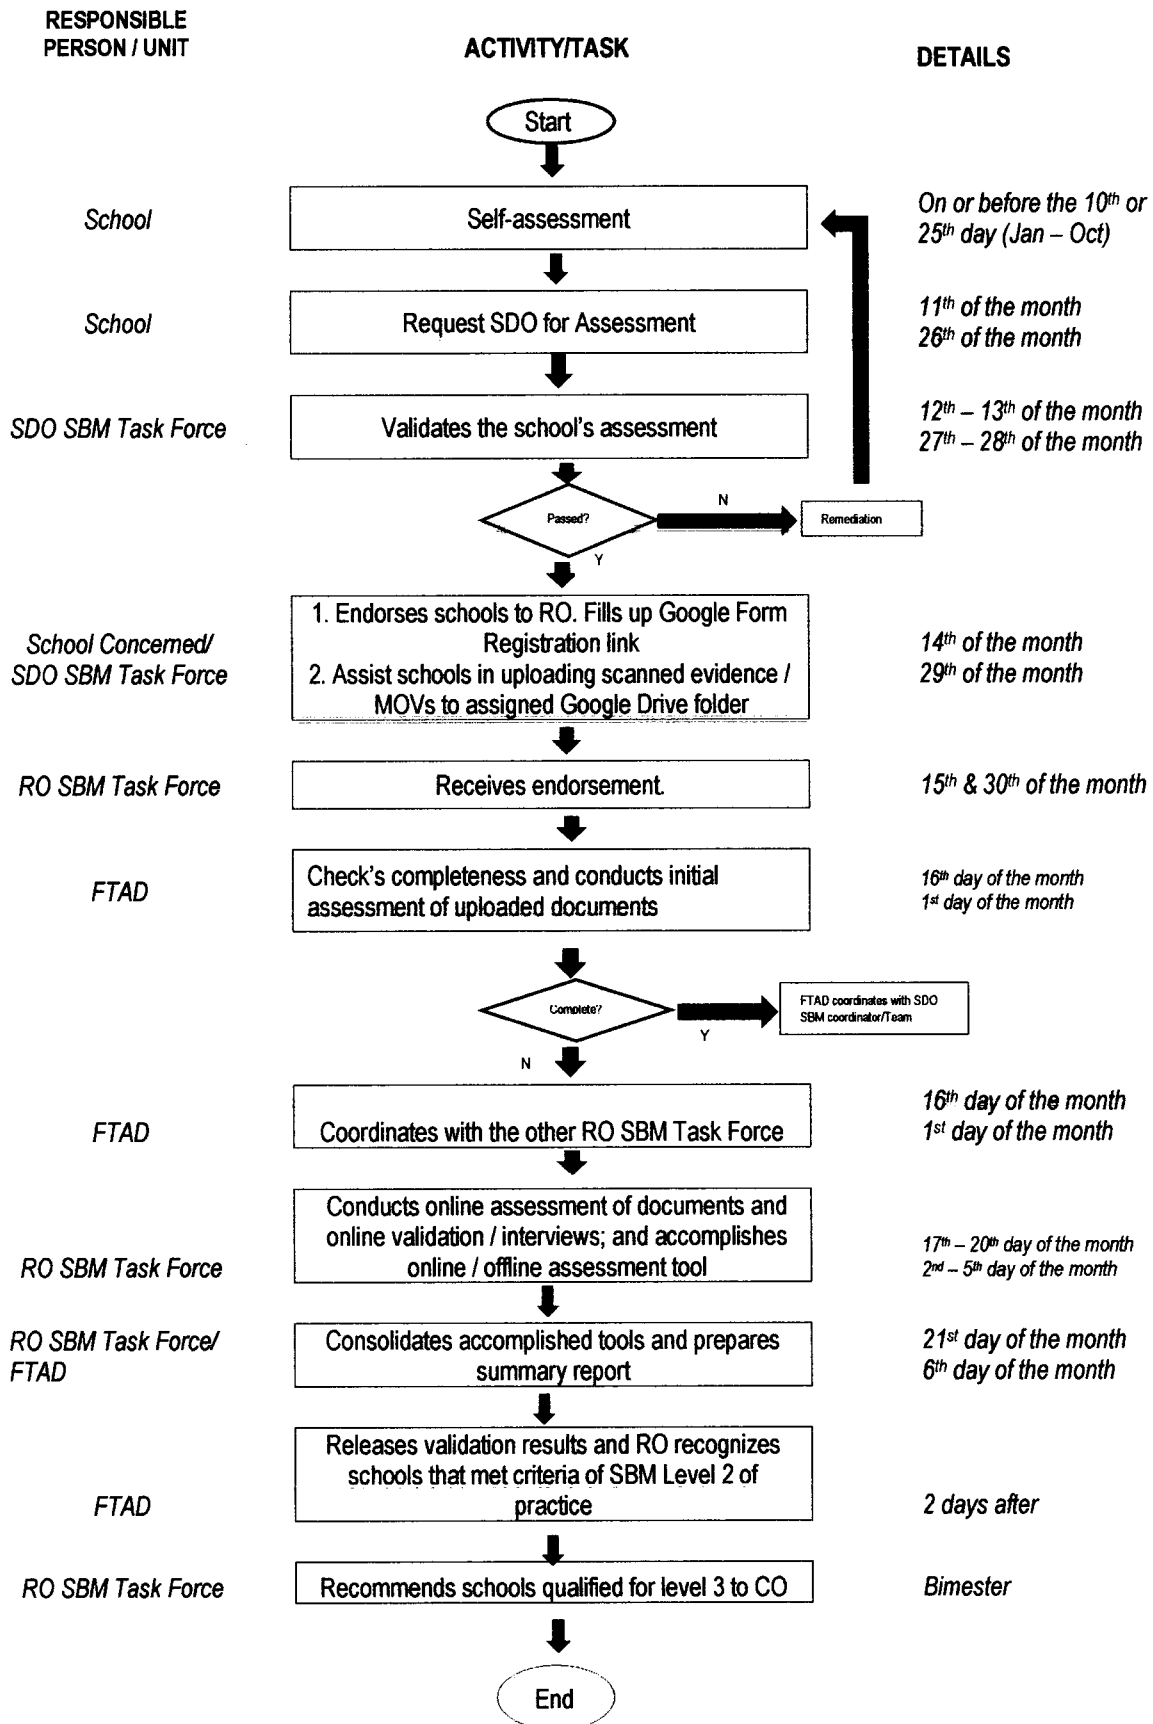 RESPONSIBLE
PERSON / UNIT
ACTIVITY/TASK
DETAILS
Start
School
Self-assessment
On or before the 10th or
25th day (Jan – Oct)
School
Request SDO for Assessment
11th of the month
26th of the month
SDO SBM Task Force
Validates the school's assessment
12th – 13th of the month
27th – 28th of the month
Passed?
N
Remediation
Y
School Concerned/
SDO SBM Task Force
1. Endorses schools to RO. Fills up Google Form
Registration link
2. Assist schools in uploading scanned evidence /
MOVs to assigned Google Drive folder
14th of the month
29th of the month
RO SBM Task Force
Receives endorsement.
15th & 30th of the month
FTAD
Check's completeness and conducts initial
assessment of uploaded documents
16th day of the month
1st day of the month
Complete?
Y
FTAD coordinates with SDO
SBM coordinator/Team
N
FTAD
Coordinates with the other RO SBM Task Force
16th day of the month
1st day of the month
RO SBM Task Force
Conducts online assessment of documents and
online validation / interviews; and accomplishes
online / offline assessment tool
17th – 20th day of the month
2nd – 5th day of the month
RO SBM Task Force/
FTAD
Consolidates accomplished tools and prepares
summary report
21st day of the month
6th day of the month
FTAD
Releases validation results and RO recognizes
schools that met criteria of SBM Level 2 of
practice
2 days after
RO SBM Task Force
Recommends schools qualified for level 3 to CO
Bimester
End